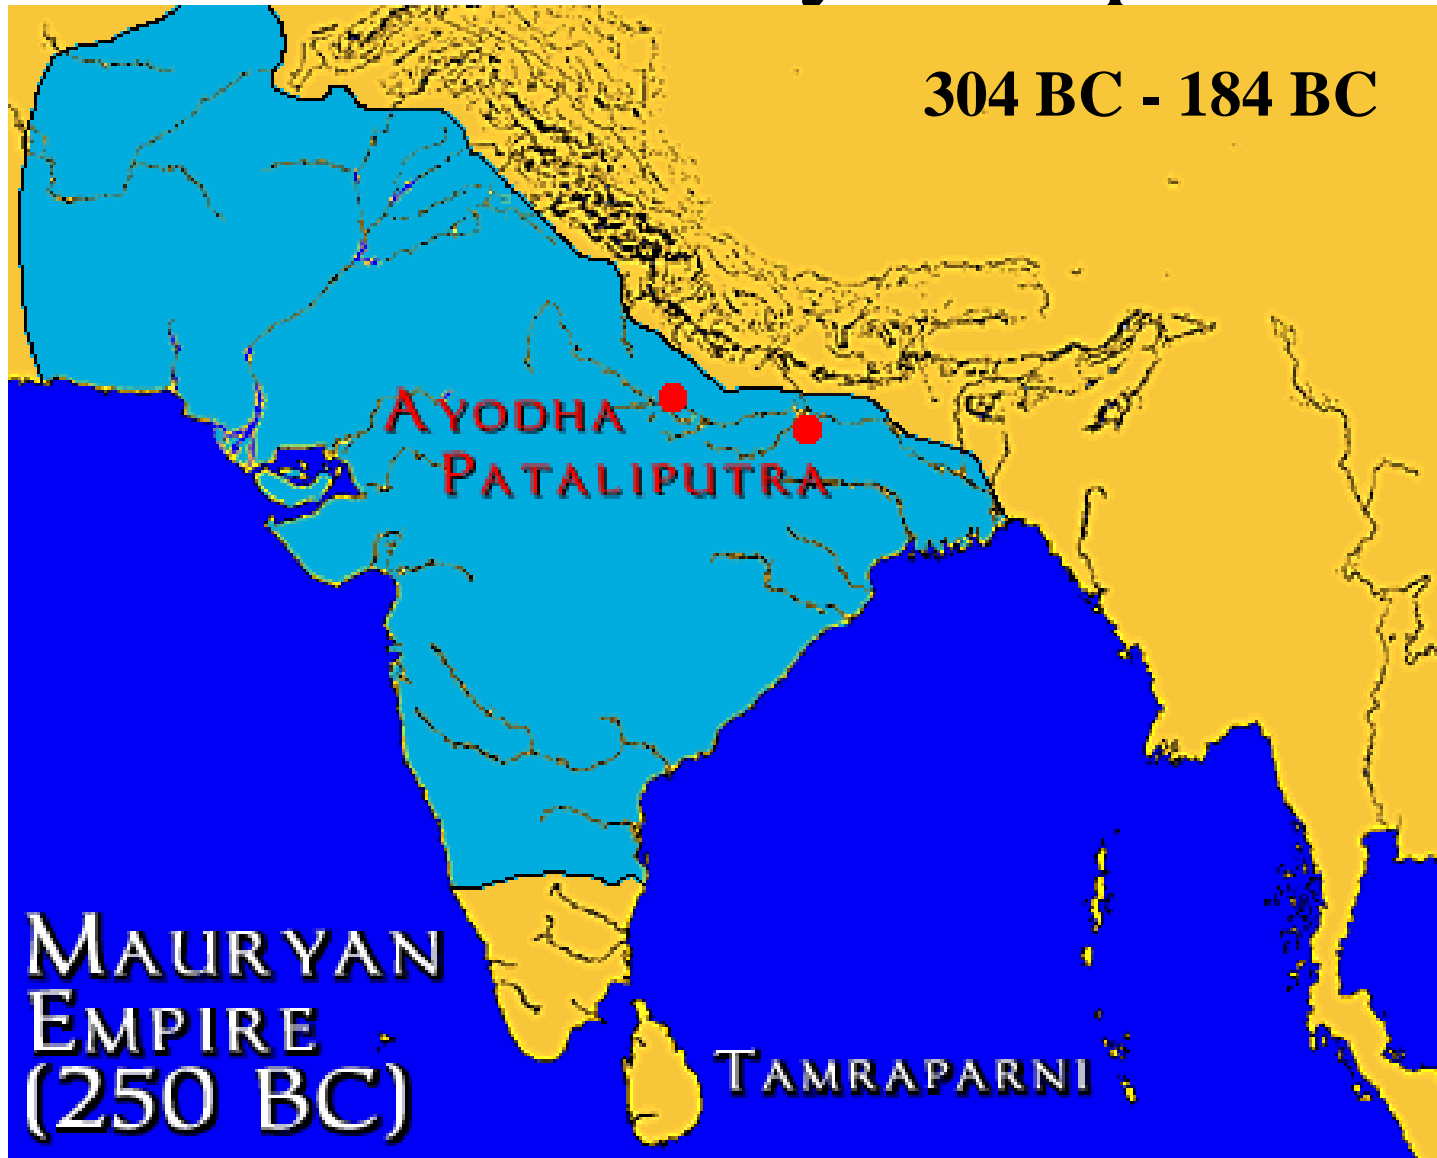 304 BC - 184 BC
AYODHA
PATALIPUTRA
MAURYAN
EMPIRE
(250 BC)
TAMRAPARNI